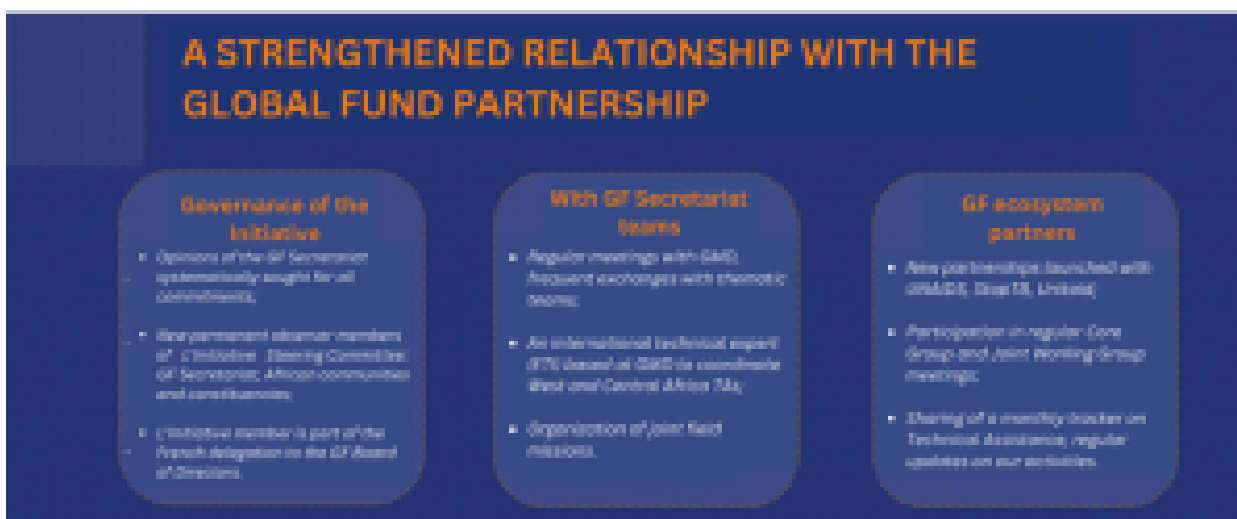 A STRENGTHENED RELATIONSHIP WITH THE
GLOBAL FUND PARTNERSHIP
Governance of the
initiative
• Opinions of the GF Secretariat
systematically sought for all
commitments;
• New permanent observer members
of L'Initiative Steering Committee:
GF Secretariat, African communities
and constituencies;
• L'Initiative member is part of the
French delegation to the GF Board
of Directors.
With GF Secretariat
teams
• Regular meetings with GMD,
frequent exchanges with thematic
teams;
• An international technical expert
based at GMD to coordinate
West and Central Africa TAs;
• Organization of joint field
missions.
GF ecosystem
partners
• New partnerships launched with
UNAIDS, StopTB, Unitaid;
• Participation in regular Core
Group and Joint Working Group
meetings;
• Sharing of a monthly tracker on
Technical Assistance, regular
updates on our activities.